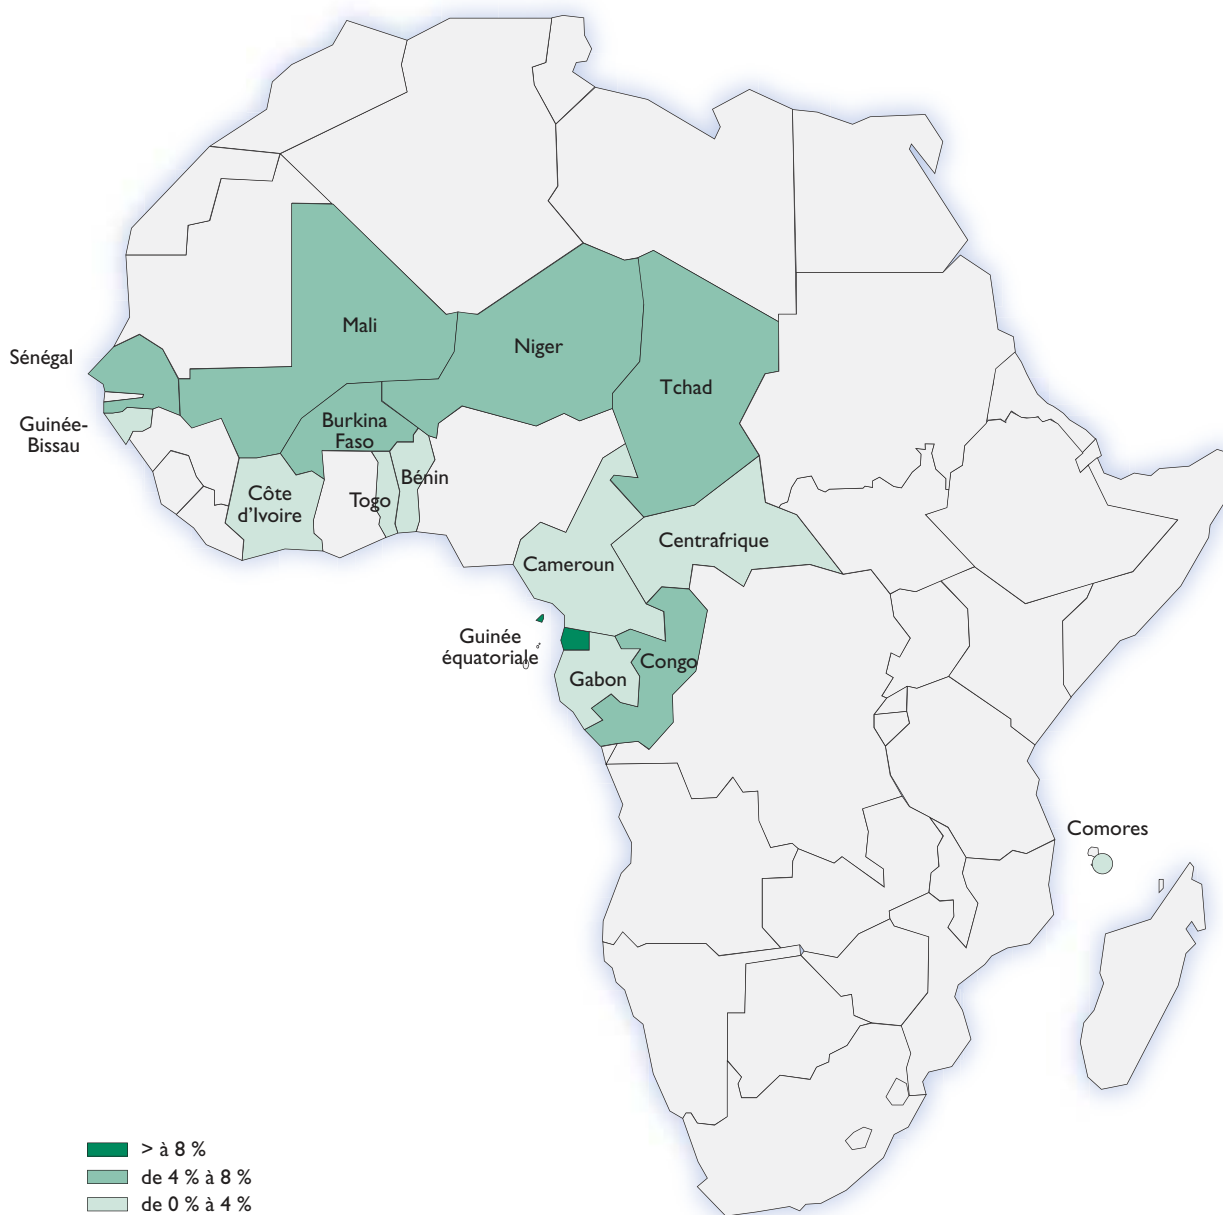 Mali
Niger
Sénégal
Tchad
Guinée-
Bissau
Burkina
Faso
Bénin
Côte
d'Ivoire
Togo
Centrafrique
Cameroun
Guinée
équatoriale
Congo
Gabon
Comores
> à 8 %
de 4 % à 8 %
de 0 % à 4 %